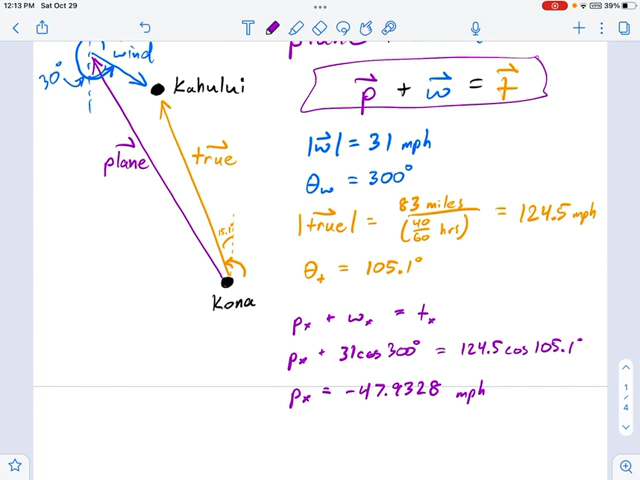 12:13 PM Sat Oct 29
39%
wind
30°
Kahului
plane
true
15.1°
Kona
plane
p⃗ + w⃗ = t⃗
|w⃗| = 31 mph
θw = 300°
|true| = 83 miles / (40/60 hrs) = 124.5 mph
θt = 105.1°
px + wx = tx
px + 31cos 300° = 124.5 cos 105.1°
px = -47.9328 mph
1
/
4